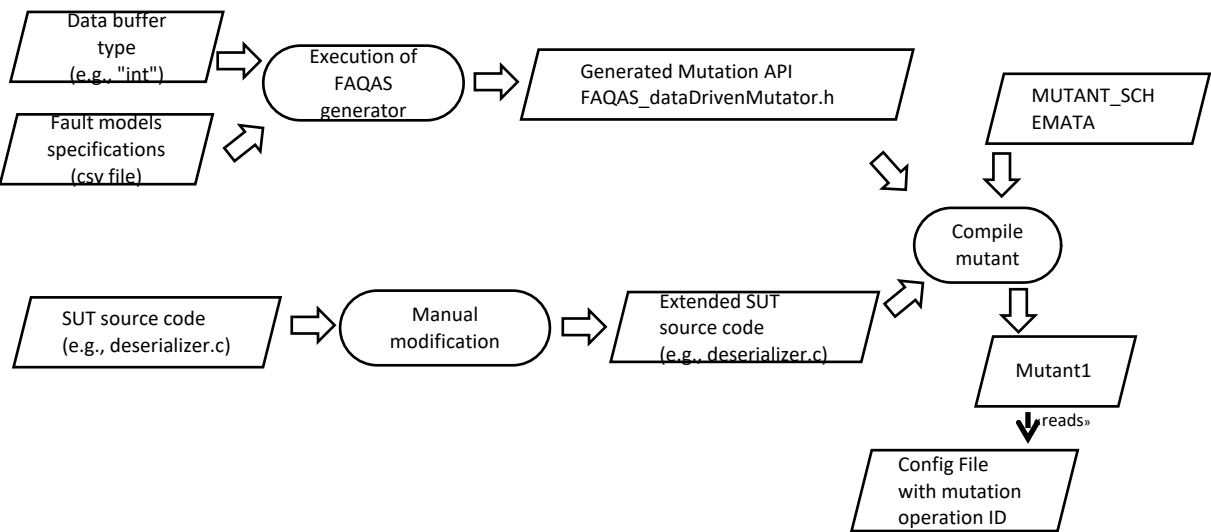 Data buffer
type
(e.g., "int")
Execution of
FAQAS
generator
Generated Mutation API
FAQAS_dataDrivenMutator.h
MUTANT_SCH
EMATA
Fault models
specifications
(csv file)
Compile
mutant
SUT source code
(e.g., deserializer.c)
Manual
modification
Extended SUT
source code
(e.g., deserializer.c)
Mutant1
«reads»
Config File
with mutation
operation ID